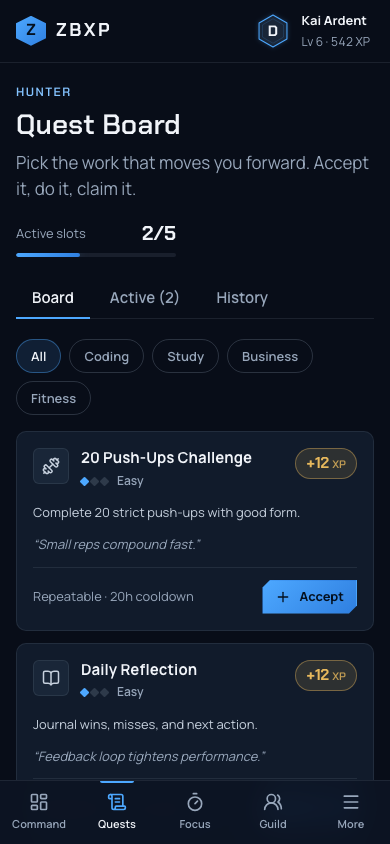 Z
ZBXP
D
Kai Ardent
Lv 6 · 542 XP
HUNTER
Quest Board
Pick the work that moves you forward. Accept
it, do it, claim it.
Active slots
2/5
Board
Active (2)
History
All
Coding
Study
Business
Fitness
20 Push-Ups Challenge
+12 XP
Easy
Complete 20 strict push-ups with good form.
“Small reps compound fast.”
Repeatable · 20h cooldown
Accept
Daily Reflection
+12 XP
Easy
Journal wins, misses, and next action.
“Feedback loop tightens performance.”
Command
Quests
Focus
Guild
More